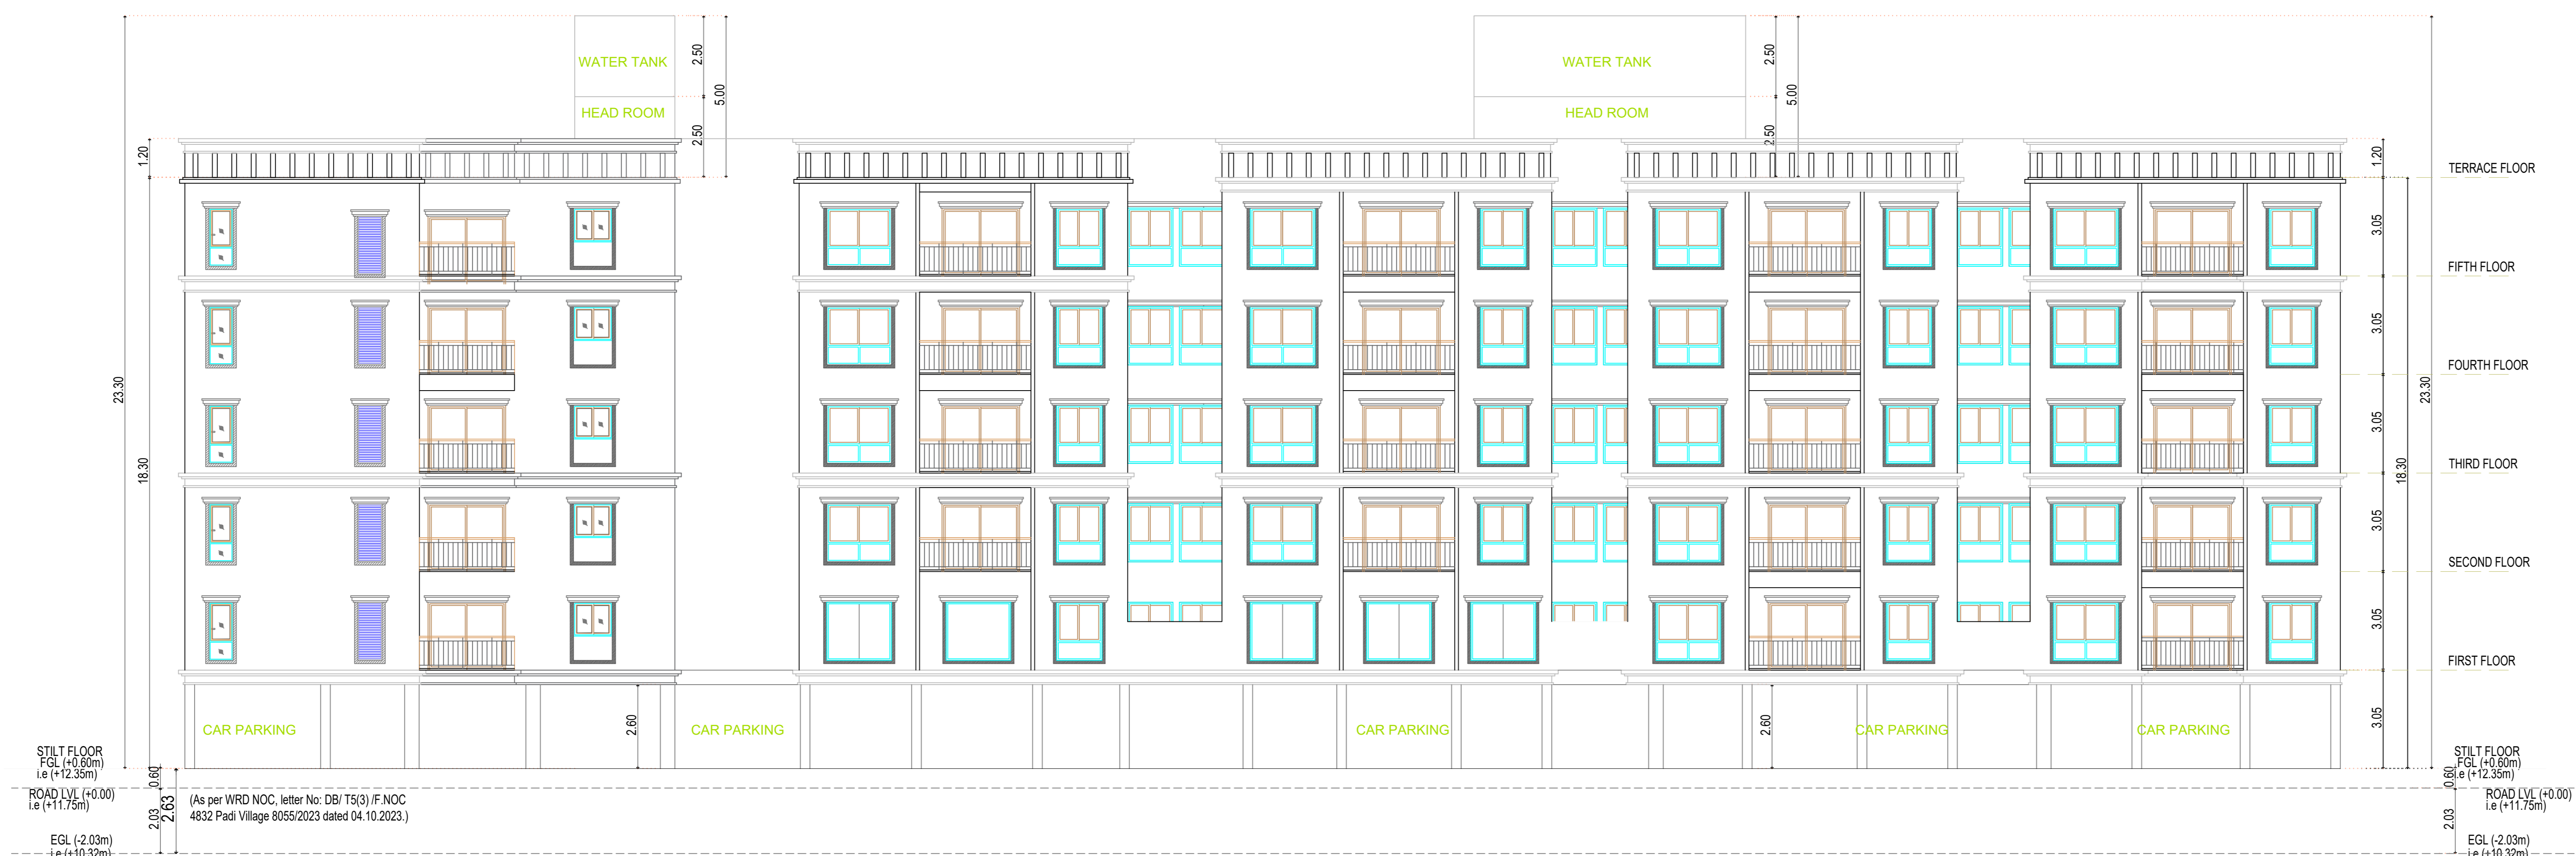 WATER TANK
HEAD ROOM
2.50
2.50
5.00
WATER TANK
HEAD ROOM
2.50
2.50
5.00
1.20
18.30
23.30
1.20
3.05
3.05
3.05
3.05
3.05
3.05
18.30
23.30
TERRACE FLOOR
FIFTH FLOOR
FOURTH FLOOR
THIRD FLOOR
SECOND FLOOR
FIRST FLOOR
CAR PARKING
2.60
CAR PARKING
CAR PARKING
2.60
CAR PARKING
CAR PARKING
STILT FLOOR
FGL (+0.60m)
i.e (+12.35m)
0.60
ROAD LVL (+0.00)
i.e (+11.75m)
2.03
2.63
(As per WRD NOC, letter No: DB/ T5(3) /F.NOC
4832 Padi Village 8055/2023 dated 04.10.2023.)
EGL (-2.03m)
i.e (+10.32m)
STILT FLOOR
FGL (+0.60m)
i.e (+12.35m)
0.60
ROAD LVL (+0.00)
i.e (+11.75m)
2.03
EGL (-2.03m)
i.e (+10.32m)